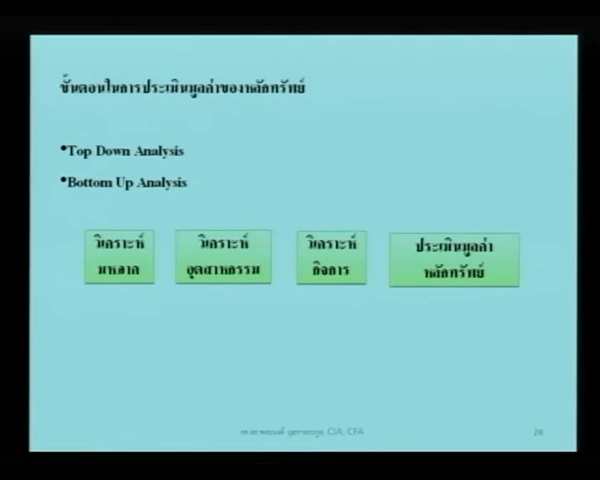 ขั้นตอนในการประเมินมูลค่าของหลักทรัพย์
•Top Down Analysis
•Bottom Up Analysis
วิเคราะห์
มหภาค
วิเคราะห์
อุตสาหกรรม
วิเคราะห์
กิจการ
ประเมินมูลค่า
หลักทรัพย์
CIA, CFA
28